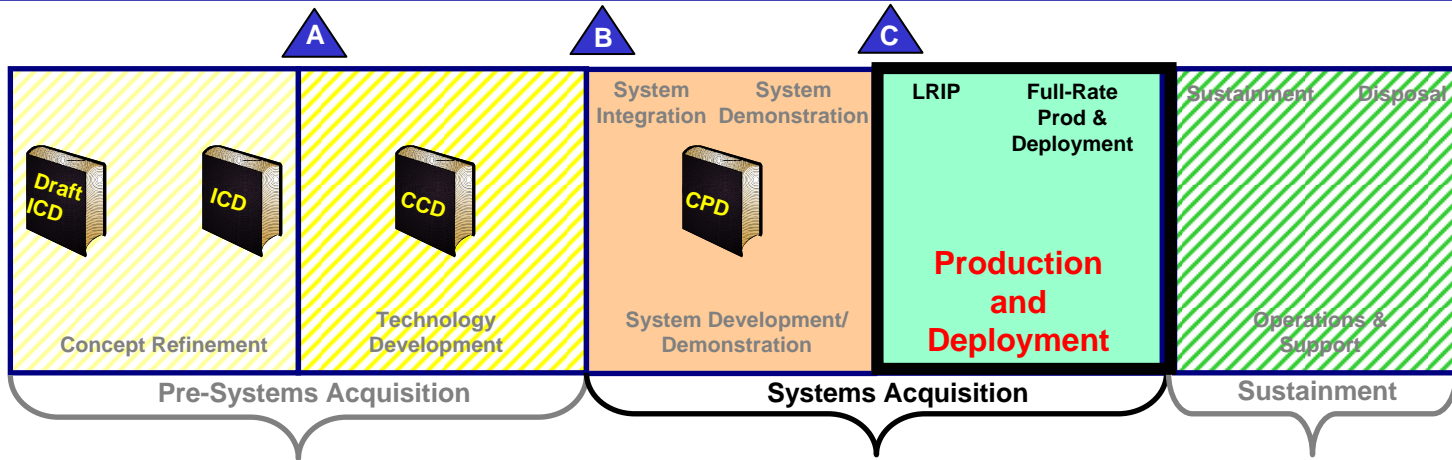 A
B
C
System
Integration
System
Demonstration
LRIP
Full-Rate
Prod &
Deployment
Sustainment
Disposal
Draft
ICD
ICD
CCD
CPD
Concept Refinement
Technology
Development
System Development/
Demonstration
Production
and
Deployment
Operations &
Support
Pre-Systems Acquisition
Systems Acquisition
Sustainment